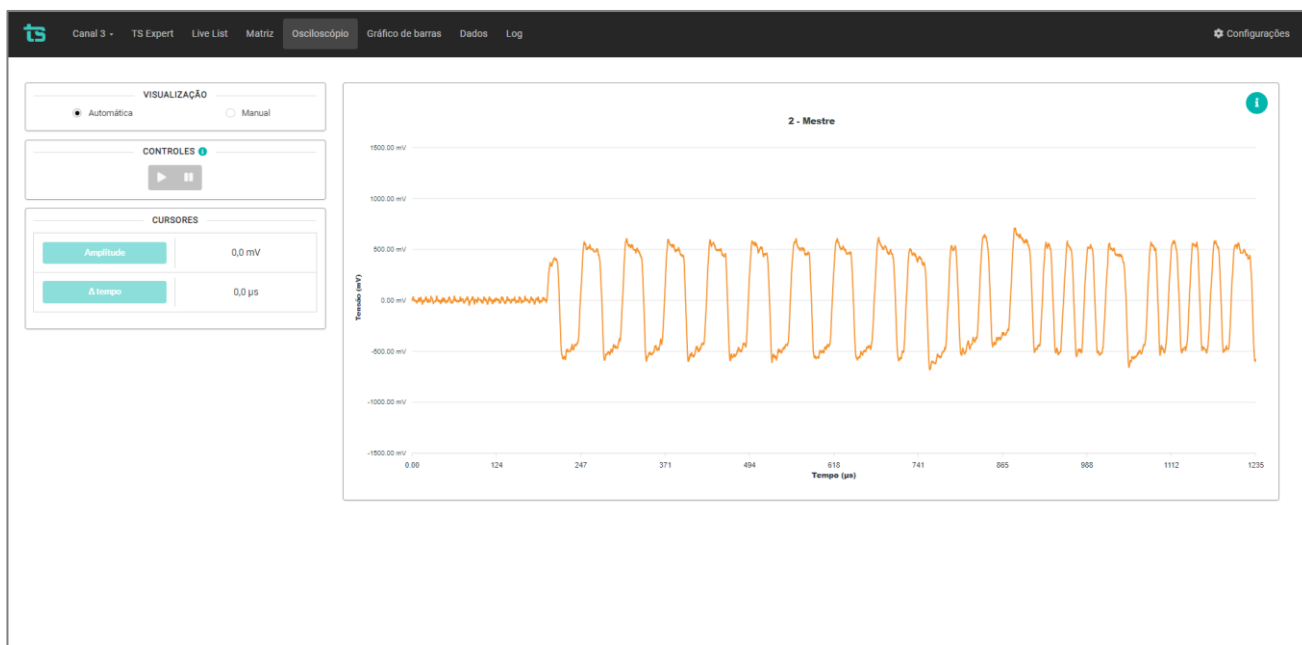 ts Canal 3 TS Expert Live List Matriz Osciloscópio Gráfico de barras Dados Log Configurações
VISUALIZAÇÃO
Automática Manual
CONTROLES
CURSORES
Amplitude 0,0 mV
Δ tempo 0,0 µs
2 - Mestre
1500.00 mV
1000.00 mV
500.00 mV
0.00 mV
-500.00 mV
-1000.00 mV
-1500.00 mV
Tensão (mV)
0.00 124 247 371 494 618 741 865 988 1112 1235
Tempo (µs)